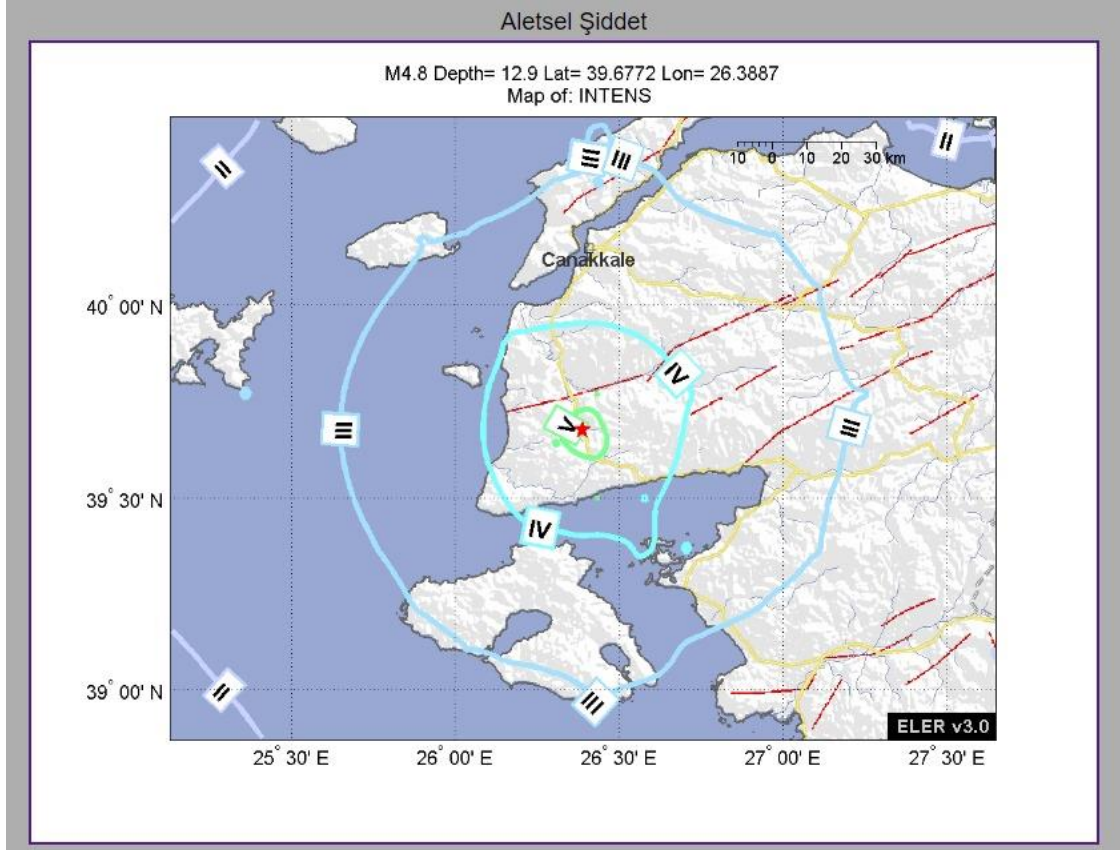 Aletsel Şiddet
M4.8 Depth= 12.9 Lat= 39.6772 Lon= 26.3887
Map of: INTENS
II
III
III
II
10 0 10 20 30 km
Canakkale
40° 00' N
IV
V
III
III
39° 30' N
IV
II
III
39° 00' N
ELER v3.0
25° 30' E
26° 00' E
26° 30' E
27° 00' E
27° 30' E